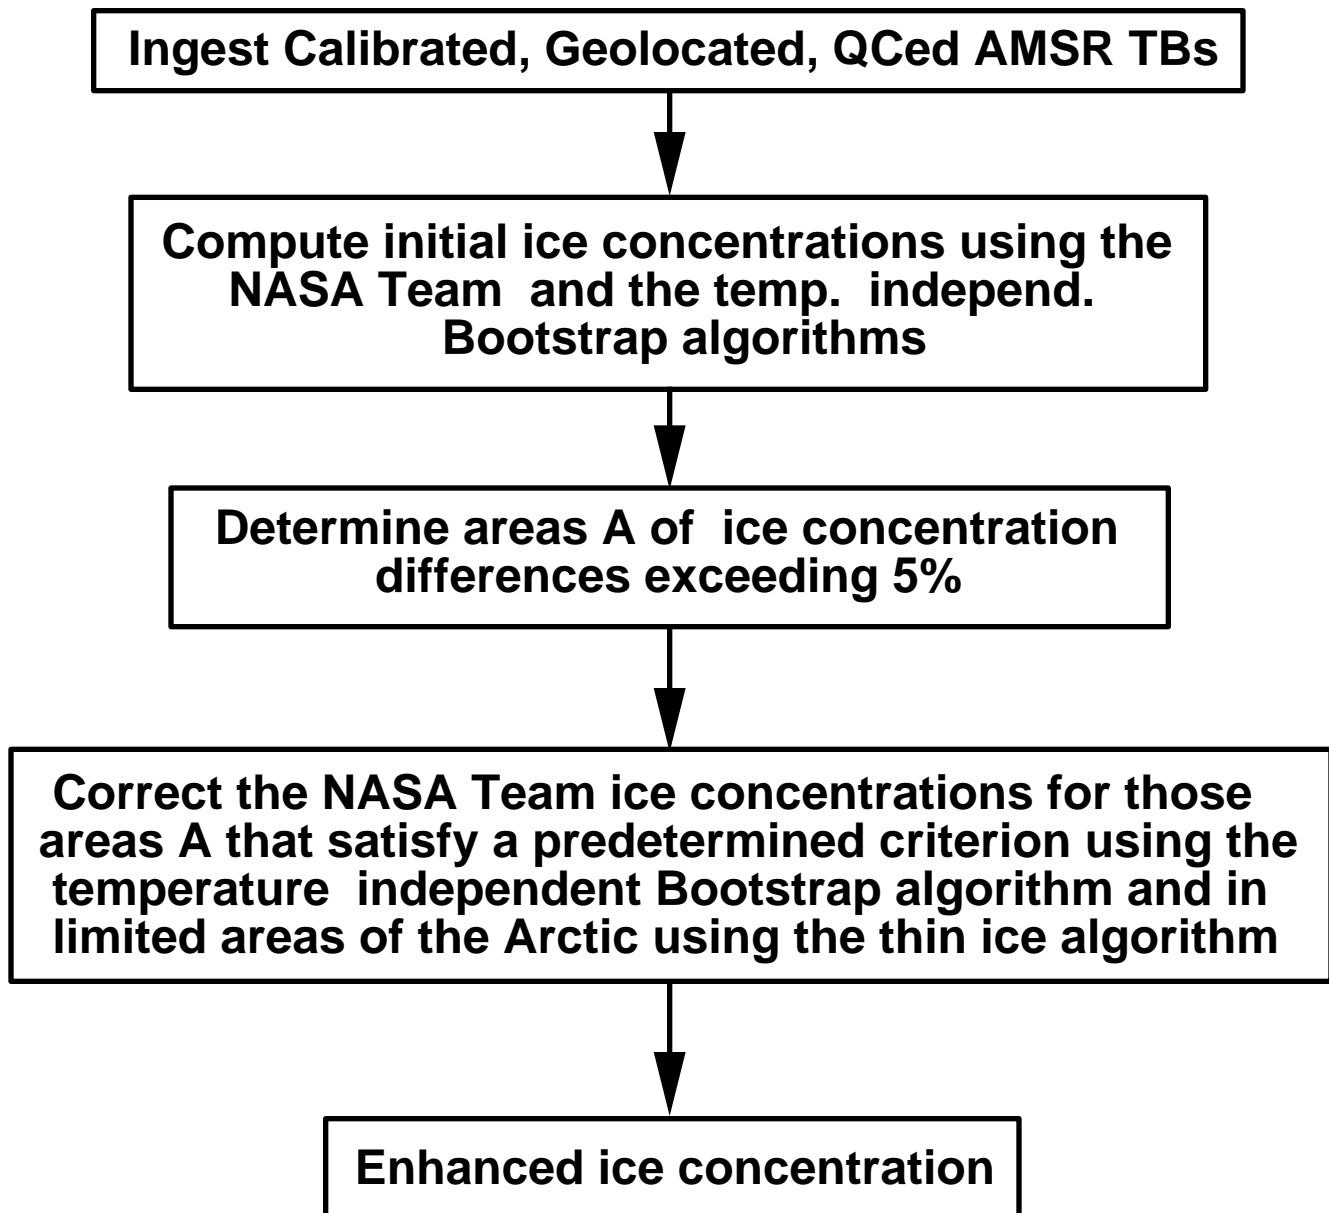 Ingest Calibrated, Geolocated, QCed AMSR TBs
Compute initial ice concentrations using the
NASA Team and the temp. independ.
Bootstrap algorithms
Determine areas A of ice concentration
differences exceeding 5%
Correct the NASA Team ice concentrations for those
areas A that satisfy a predetermined criterion using the
temperature independent Bootstrap algorithm and in
limited areas of the Arctic using the thin ice algorithm
Enhanced ice concentration